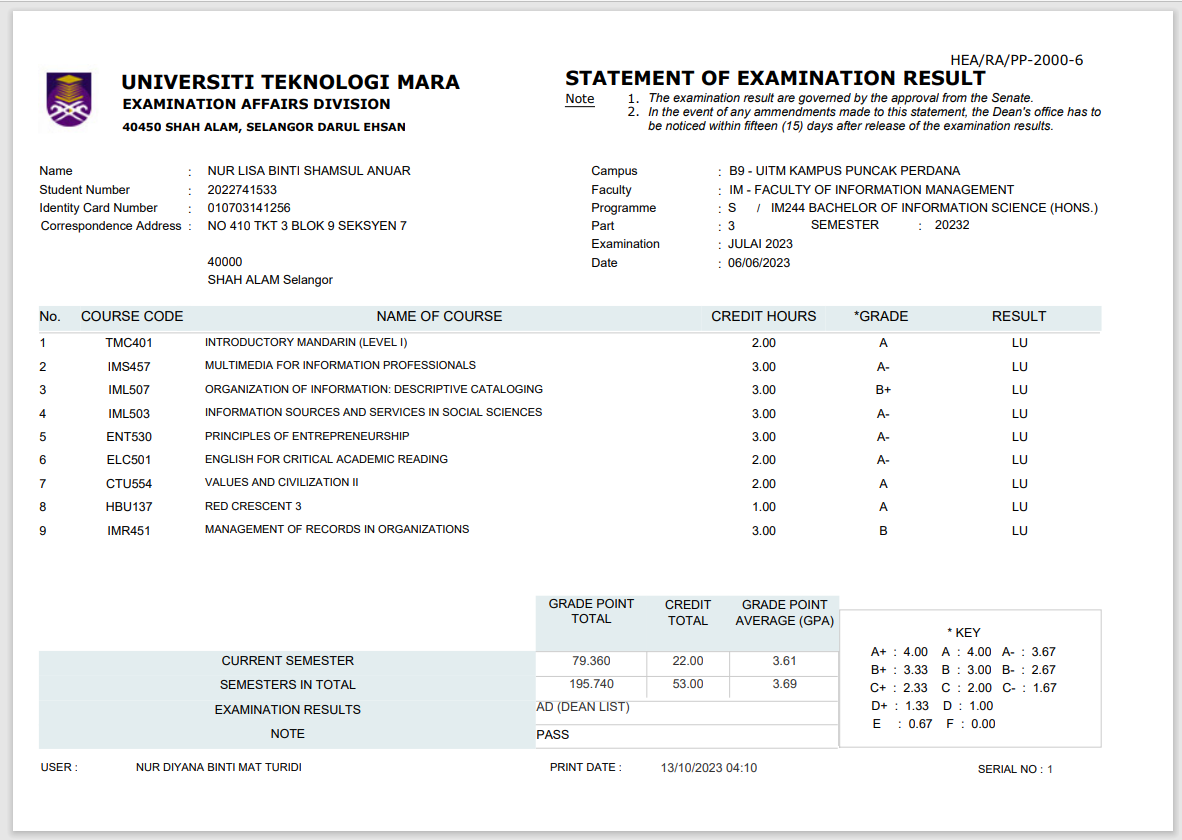 HEA/RA/PP-2000-6
UNIVERSITI TEKNOLOGI MARA
EXAMINATION AFFAIRS DIVISION
40450 SHAH ALAM, SELANGOR DARUL EHSAN
STATEMENT OF EXAMINATION RESULT
Note 1. The examination result are governed by the approval from the Senate.
2. In the event of any ammendments made to this statement, the Dean's office has to
be noticed within fifteen (15) days after release of the examination results.
Name : NUR LISA BINTI SHAMSUL ANUAR
Student Number : 2022741533
Identity Card Number : 010703141256
Correspondence Address : NO 410 TKT 3 BLOK 9 SEKSYEN 7
40000
SHAH ALAM Selangor
Campus : B9 - UITM KAMPUS PUNCAK PERDANA
Faculty : IM - FACULTY OF INFORMATION MANAGEMENT
Programme : S / IM244 BACHELOR OF INFORMATION SCIENCE (HONS.)
Part : 3 SEMESTER : 20232
Examination : JULAI 2023
Date : 06/06/2023
No. COURSE CODE NAME OF COURSE CREDIT HOURS *GRADE RESULT
1 TMC401 INTRODUCTORY MANDARIN (LEVEL I) 2.00 A LU
2 IMS457 MULTIMEDIA FOR INFORMATION PROFESSIONALS 3.00 A- LU
3 IML507 ORGANIZATION OF INFORMATION: DESCRIPTIVE CATALOGING 3.00 B+ LU
4 IML503 INFORMATION SOURCES AND SERVICES IN SOCIAL SCIENCES 3.00 A- LU
5 ENT530 PRINCIPLES OF ENTREPRENEURSHIP 3.00 A- LU
6 ELC501 ENGLISH FOR CRITICAL ACADEMIC READING 2.00 A- LU
7 CTU554 VALUES AND CIVILIZATION II 2.00 A LU
8 HBU137 RED CRESCENT 3 1.00 A LU
9 IMR451 MANAGEMENT OF RECORDS IN ORGANIZATIONS 3.00 B LU
GRADE POINT CREDIT GRADE POINT
TOTAL TOTAL AVERAGE (GPA)
CURRENT SEMESTER 79.360 22.00 3.61
SEMESTERS IN TOTAL 195.740 53.00 3.69
EXAMINATION RESULTS AD (DEAN LIST)
NOTE PASS
* KEY
A+ : 4.00 A : 4.00 A- : 3.67
B+ : 3.33 B : 3.00 B- : 2.67
C+ : 2.33 C : 2.00 C- : 1.67
D+ : 1.33 D : 1.00
E : 0.67 F : 0.00
USER : NUR DIYANA BINTI MAT TURIDI PRINT DATE : 13/10/2023 04:10 SERIAL NO : 1